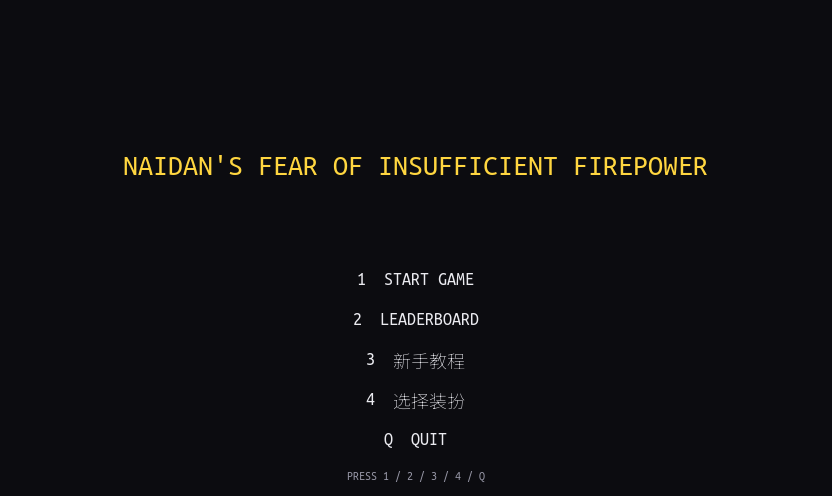 NAIDAN'S FEAR OF INSUFFICIENT FIREPOWER
1 START GAME
2 LEADERBOARD
3 新手教程
4 选择装扮
Q QUIT
PRESS 1 / 2 / 3 / 4 / Q